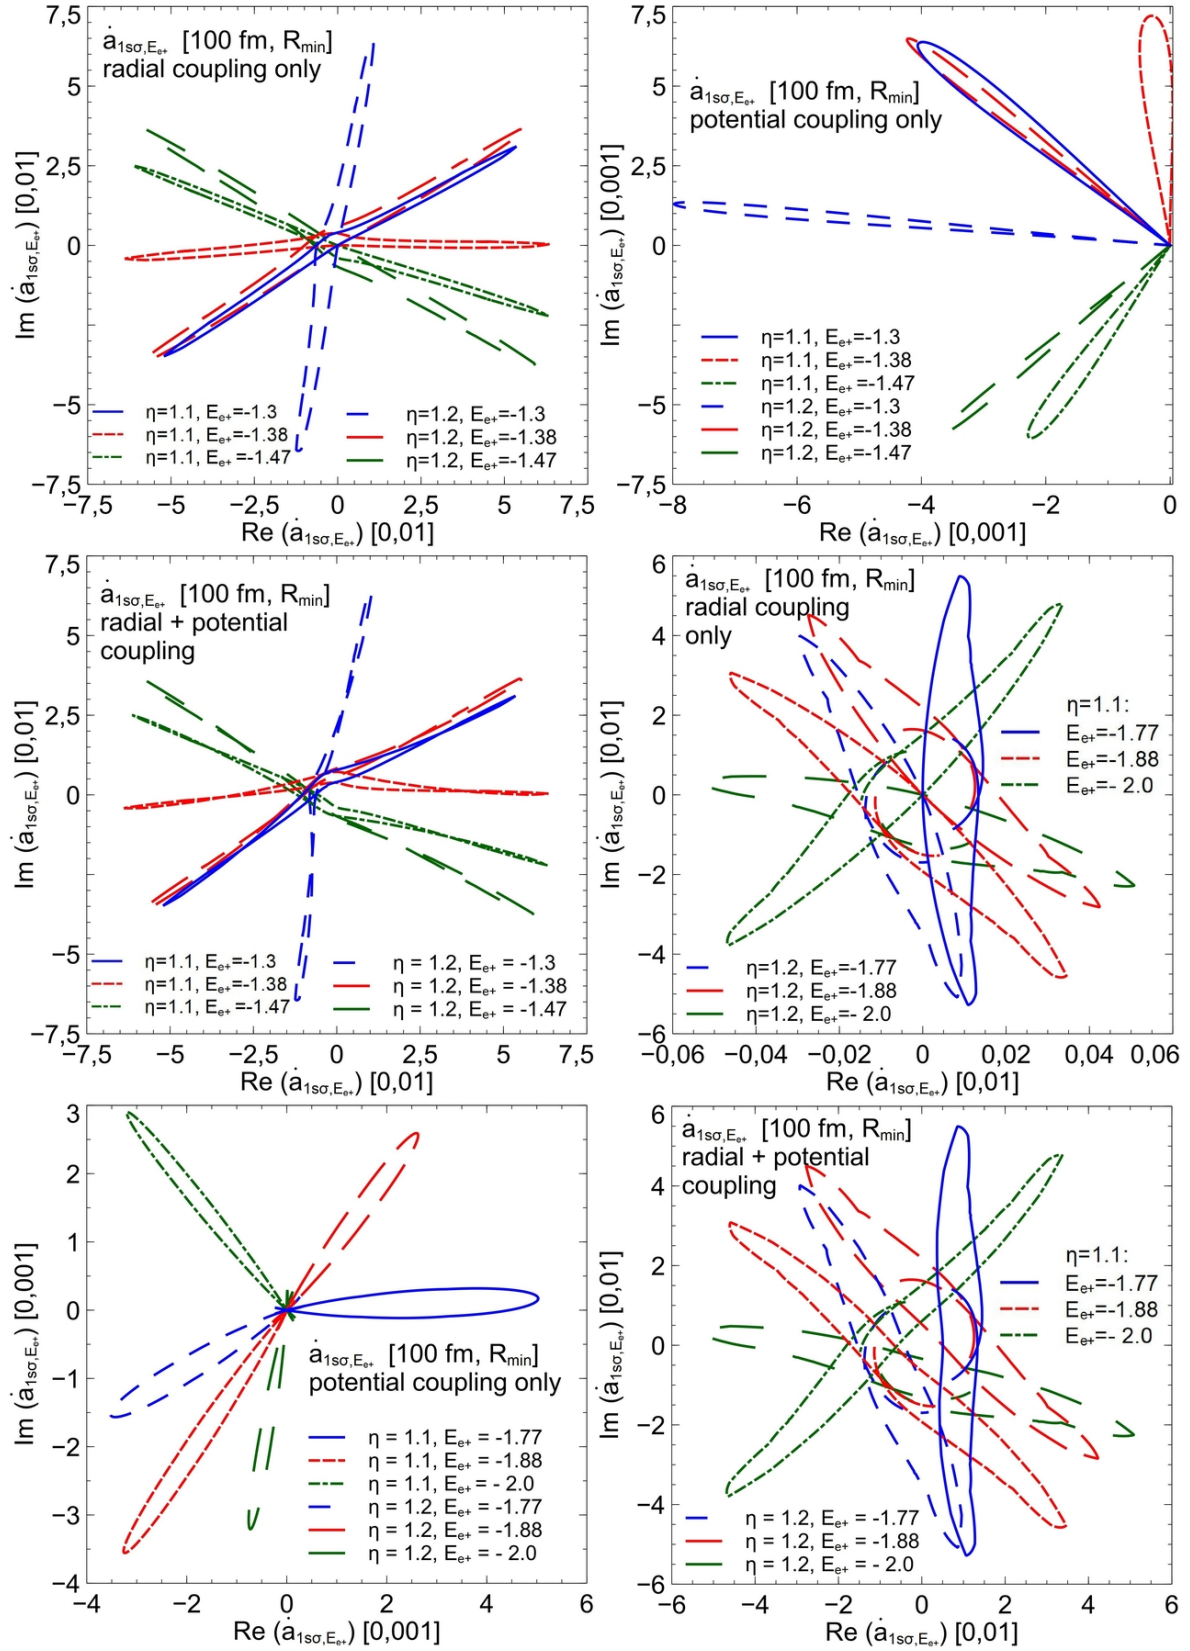 ȧ1sσ,Ee+ [100 fm, Rmin]
radial coupling only
7,5
5
2,5
0
−5
−7,5
Im (ȧ1sσ,Ee+) [0,01]
η=1.1, Ee+=-1.3
η=1.1, Ee+=-1.38
η=1.1, Ee+ =-1.47
η=1.2, Ee+=-1.3
η=1.2, Ee+=-1.38
η=1.2, Ee+=-1.47
−7,5 −5 −2,5 0 2,5 5 7,5
Re (ȧ1sσ,Ee+) [0,01]
7,5
5
2,5
0
−5
−7,5
Im (ȧ1sσ,Ee+) [0,001]
ȧ1sσ,Ee+ [100 fm, Rmin]
potential coupling only
η=1.1, Ee+=-1.3
η=1.1, Ee+=-1.38
η=1.1, Ee+ =-1.47
η=1.2, Ee+=-1.3
η=1.2, Ee+=-1.38
η=1.2, Ee+=-1.47
−8 −6 −4 −2 0
Re (ȧ1sσ,Ee+) [0,001]
7,5
5
2,5
0
−5
−7,5
Im (ȧ1sσ,Ee+) [0,01]
ȧ1sσ,Ee+ [100 fm, Rmin]
radial + potential
coupling
η=1.1, Ee+=-1.3
η=1.1, Ee+=-1.38
η=1.1, Ee+ =-1.47
η = 1.2, Ee+ = -1.3
η = 1.2, Ee+ = -1.38
η = 1.2, Ee+ = -1.47
−7,5 −5 −2,5 0 2,5 5 7,5
Re (ȧ1sσ,Ee+) [0,01]
6
4
2
0
−2
−4
−6
Im (ȧ1sσ,Ee+) [0,01]
ȧ1sσ,Ee+ [100 fm, Rmin]
radial coupling
only
η=1.1:
Ee+=-1.77
Ee+=-1.88
Ee+=- 2.0
η=1.2, Ee+=-1.77
η=1.2, Ee+=-1.88
η=1.2, Ee+=- 2.0
−0,06 −0,04 −0,02 0 0,02 0,04 0,06
Re (ȧ1sσ,Ee+) [0,01]
3
2
1
0
−1
−2
−3
−4
Im (ȧ1sσ,Ee+) [0,001]
ȧ1sσ,Ee+ [100 fm, Rmin]
potential coupling only
η = 1.1, Ee+ = -1.77
η = 1.1, Ee+ = -1.88
η = 1.1, Ee+ = - 2.0
η = 1.2, Ee+ = -1.77
η = 1.2, Ee+ = -1.88
η = 1.2, Ee+ = - 2.0
−4 −2 0 2 4 6
Re (ȧ1sσ,Ee+) [0,001]
6
4
2
0
−2
−4
−6
Im (ȧ1sσ,Ee+) [0,01]
ȧ1sσ,Ee+ [100 fm, Rmin]
radial + potential
coupling
η=1.1:
Ee+=-1.77
Ee+=-1.88
Ee+=- 2.0
η = 1.2, Ee+ = -1.77
η = 1.2, Ee+ = -1.88
η = 1.2, Ee+ = - 2.0
−6 −4 −2 0 2 4 6
Re (ȧ1sσ,Ee+) [0,01]